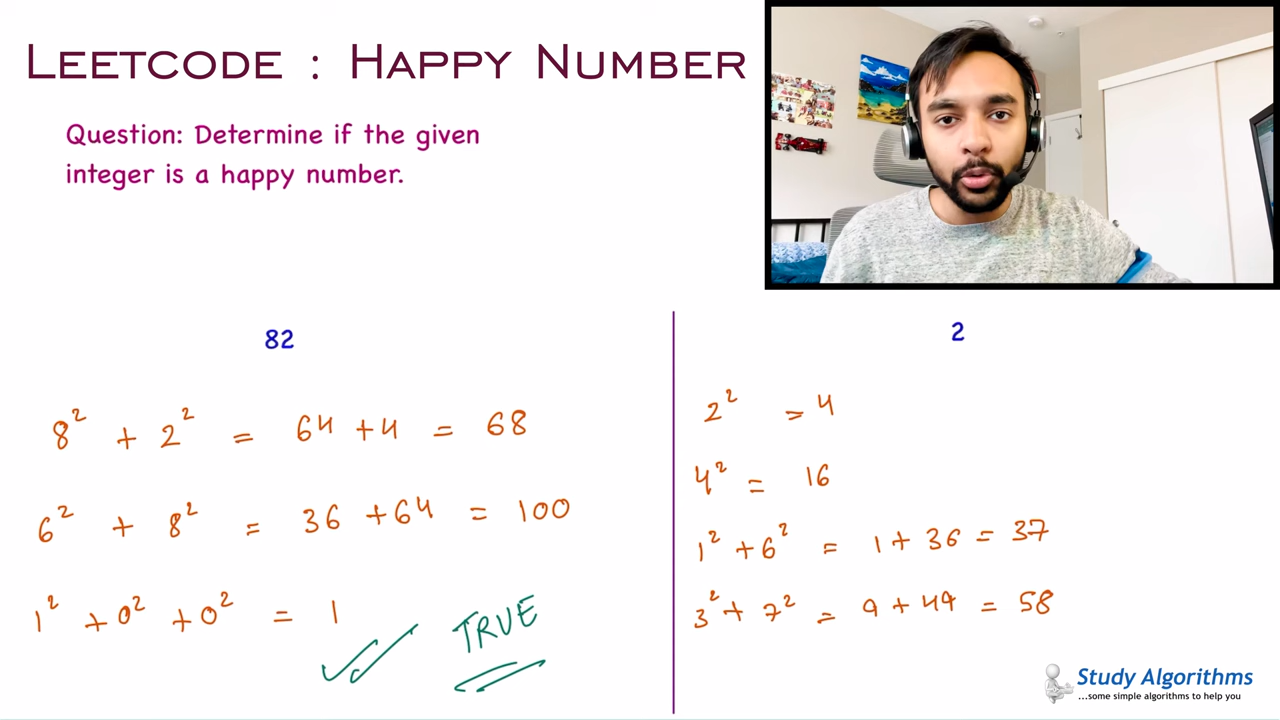 LEETCODE : HAPPY NUMBER
Question: Determine if the given
integer is a happy number.
82
8² + 2² = 64 + 4 = 68
6² + 8² = 36 + 64 = 100
1² + 0² + 0² = 1
TRUE
2
2² = 4
4² = 16
1² + 6² = 1 + 36 = 37
3² + 7² = 9 + 49 = 58
Study Algorithms
...some simple algorithms to help you